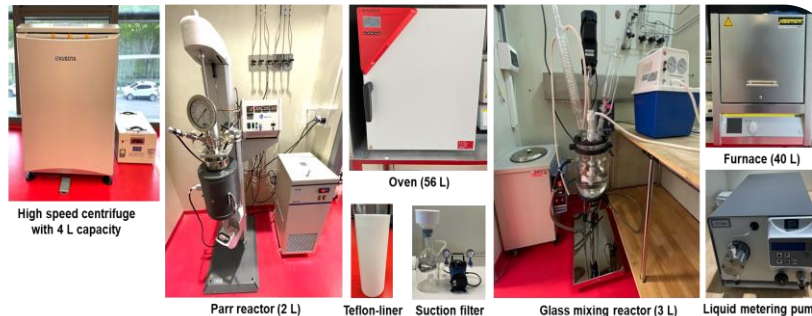 KUBOTA
High speed centrifuge
with 4 L capacity
Parr reactor (2 L)
Oven (56 L)
Teflon-liner
Suction filter
Glass mixing reactor (3 L)
Furnace (40 L)
Liquid metering pum